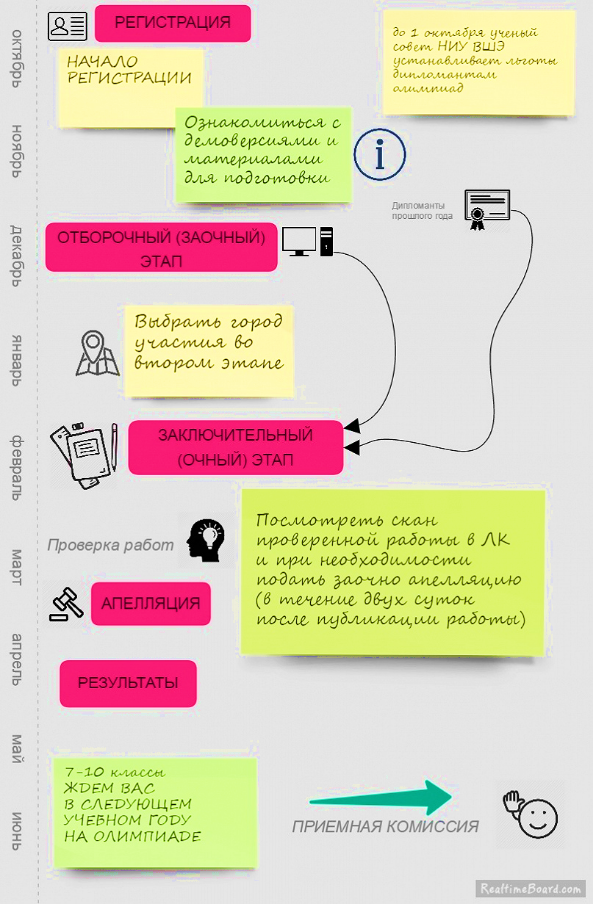 октябрь
РЕГИСТРАЦИЯ
НАЧАЛО
РЕГИСТРАЦИИ
до 1 октября ученый
совет НИУ ВШЭ
устанавливает льготы
дипломантам
олимпиад
ноябрь
Ознакомиться с
демоверсиями и
материалами
для подготовки
i
Дипломанты
прошлого года
декабрь
ОТБОРОЧНЫЙ (ЗАОЧНЫЙ)
ЭТАП
январь
Выбрать город
участия во
втором этапе
февраль
ЗАКЛЮЧИТЕЛЬНЫЙ
(ОЧНЫЙ) ЭТАП
март
Проверка работ
Посмотреть скан
проверенной работы в ЛК
и при необходимости
подать заочно апелляцию
(в течение двух суток
после публикации работы)
АПЕЛЛЯЦИЯ
апрель
РЕЗУЛЬТАТЫ
май
7-10 классы
ЖДЕМ ВАС
В СЛЕДУЮЩЕМ
УЧЕБНОМ ГОДУ
НА ОЛИМПИАДЕ
июнь
ПРИЕМНАЯ КОМИССИЯ
RealtimeBoard.com